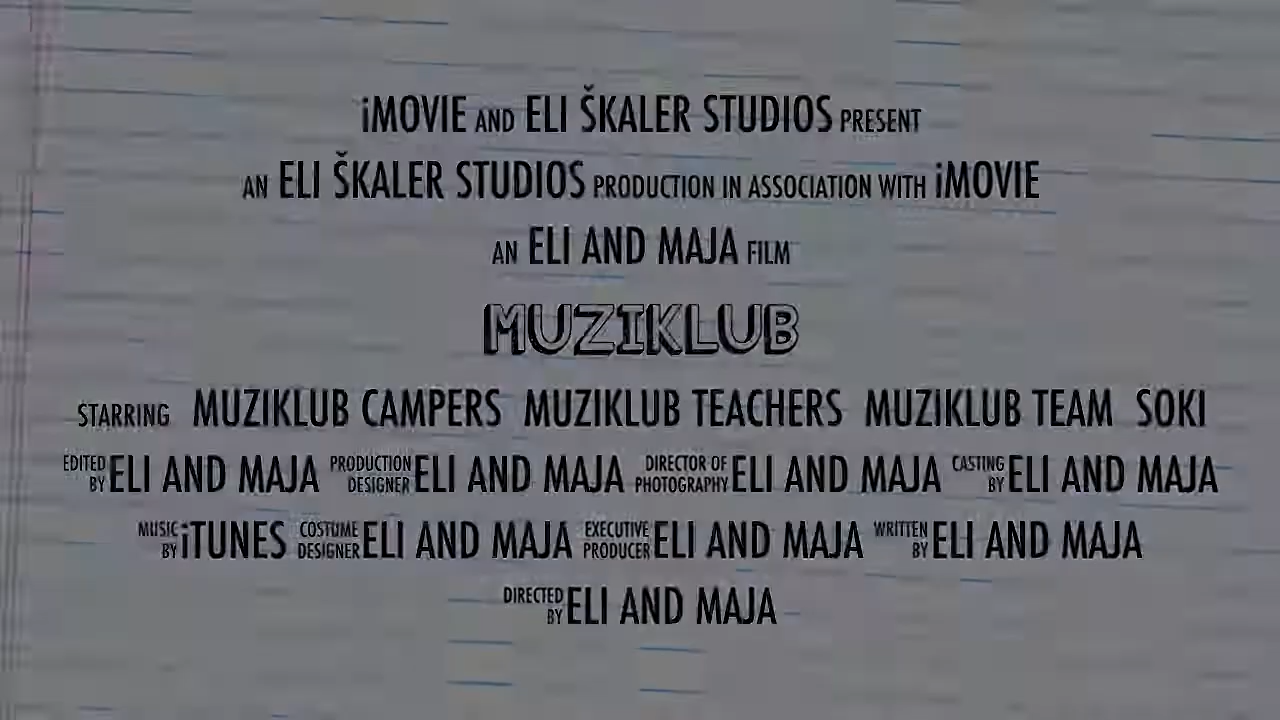 iMOVIE AND ELI ŠKALER STUDIOS PRESENT
AN ELI ŠKALER STUDIOS PRODUCTION IN ASSOCIATION WITH iMOVIE
AN ELI AND MAJA FILM
MUZIKLUB
STARRING MUZIKLUB CAMPERS MUZIKLUB TEACHERS MUZIKLUB TEAM SOKI
EDITED BY ELI AND MAJA PRODUCTION DESIGNER ELI AND MAJA DIRECTOR OF PHOTOGRAPHY ELI AND MAJA CASTING BY ELI AND MAJA
MUSIC BY iTUNES COSTUME DESIGNER ELI AND MAJA EXECUTIVE PRODUCER ELI AND MAJA WRITTEN BY ELI AND MAJA
DIRECTED BY ELI AND MAJA